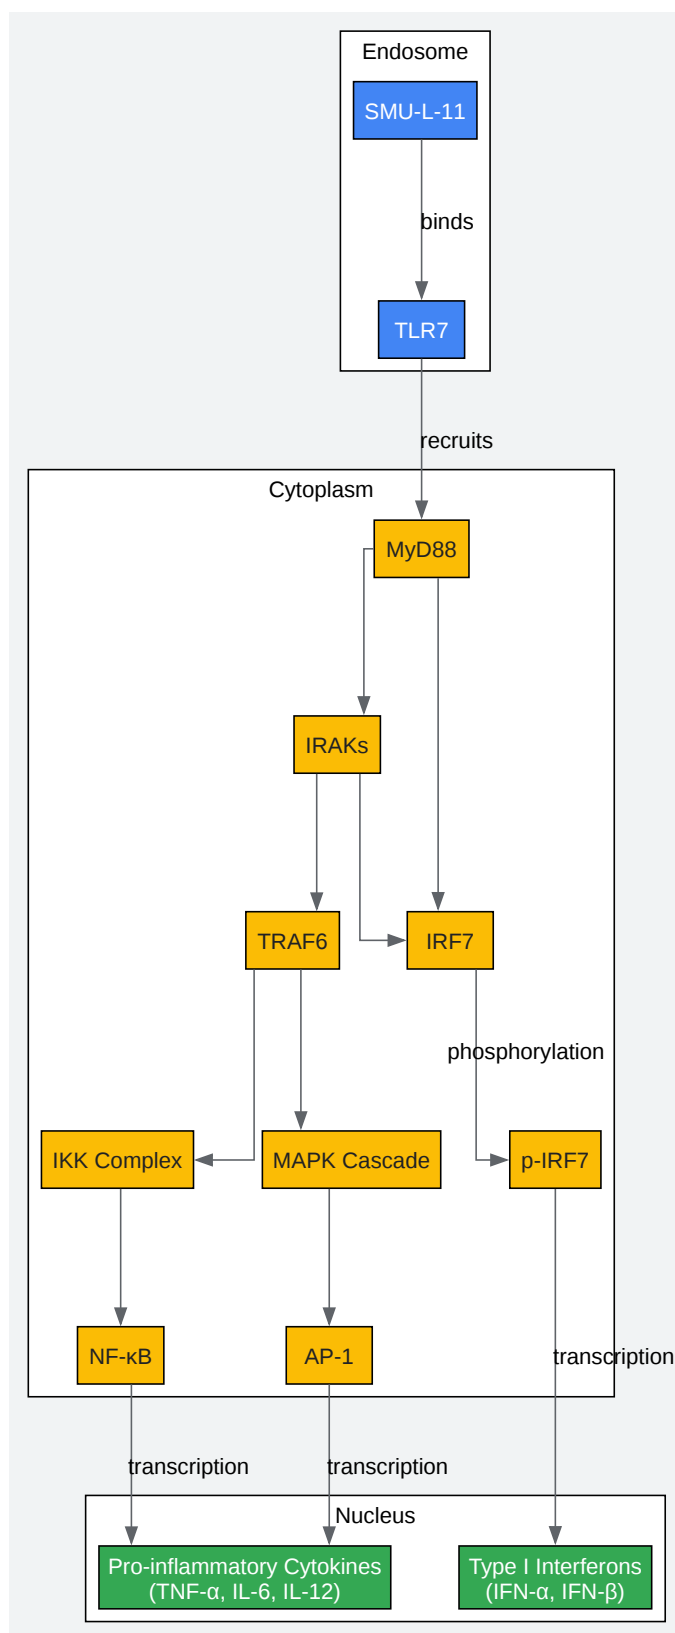 Endosome
SMU-L-11
binds
TLR7
recruits
Cytoplasm
MyD88
IRAKs
TRAF6
IRF7
phosphorylation
IKK Complex
MAPK Cascade
p-IRF7
NF-κB
AP-1
transcription
transcription
transcription
Nucleus
Pro-inflammatory Cytokines
(TNF-α, IL-6, IL-12)
Type I Interferons
(IFN-α, IFN-β)